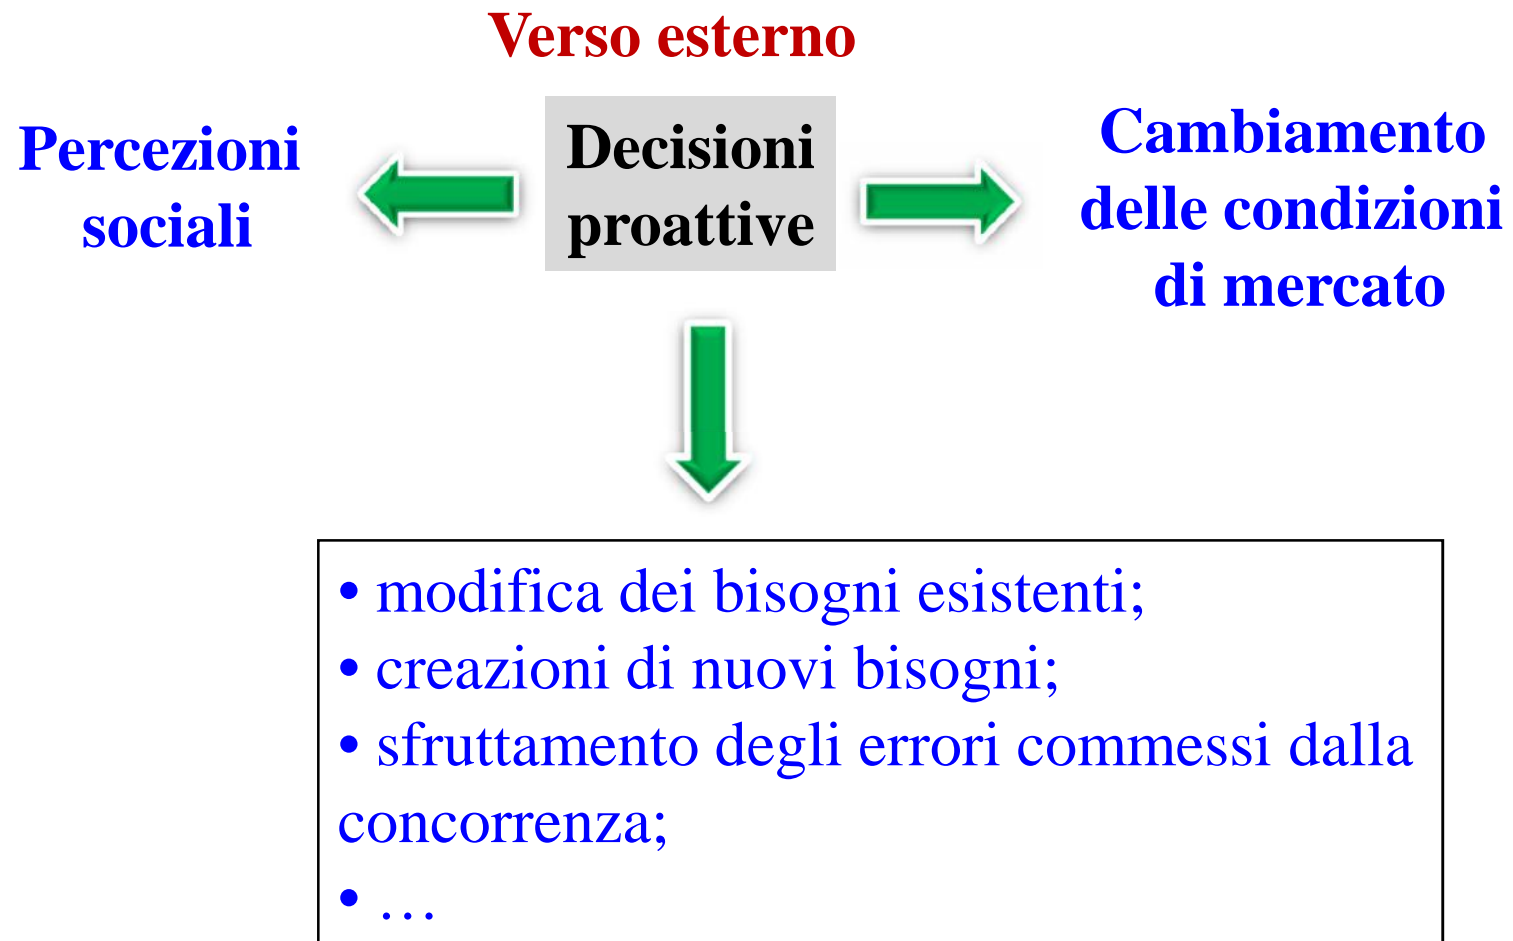 Verso esterno
Percezioni
sociali
Decisioni
proattive
Cambiamento
delle condizioni
di mercato
• modifica dei bisogni esistenti;
• creazioni di nuovi bisogni;
• sfruttamento degli errori commessi dalla
concorrenza;
• …